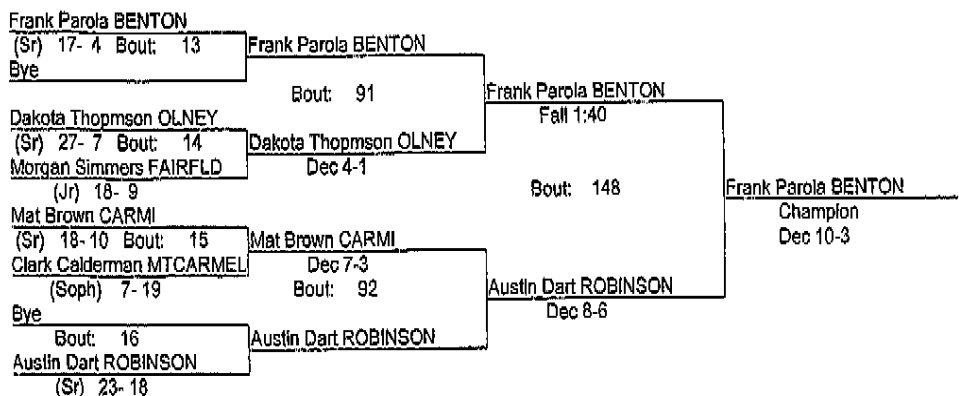 Frank Parola BENTON
(Sr) 17- 4 Bout: 13
Bye
Frank Parola BENTON
Bout: 91
Dakota Thopmson OLNEY
(Sr) 27- 7 Bout: 14
Morgan Simmers FAIRFLD
(Jr) 18- 9
Dakota Thopmson OLNEY
Dec 4-1
Frank Parola BENTON
Fall 1:40
Bout: 148
Mat Brown CARMI
(Sr) 18-10 Bout: 15
Clark Calderman MTCARMEL
(Soph) 7-19
Mat Brown CARMI
Dec 7-3
Bout: 92
Bye
Bout: 16
Austin Dart ROBINSON
(Sr) 23- 18
Austin Dart ROBINSON
Austin Dart ROBINSON
Dec 8-6
Frank Parola BENTON
Champion
Dec 10-3